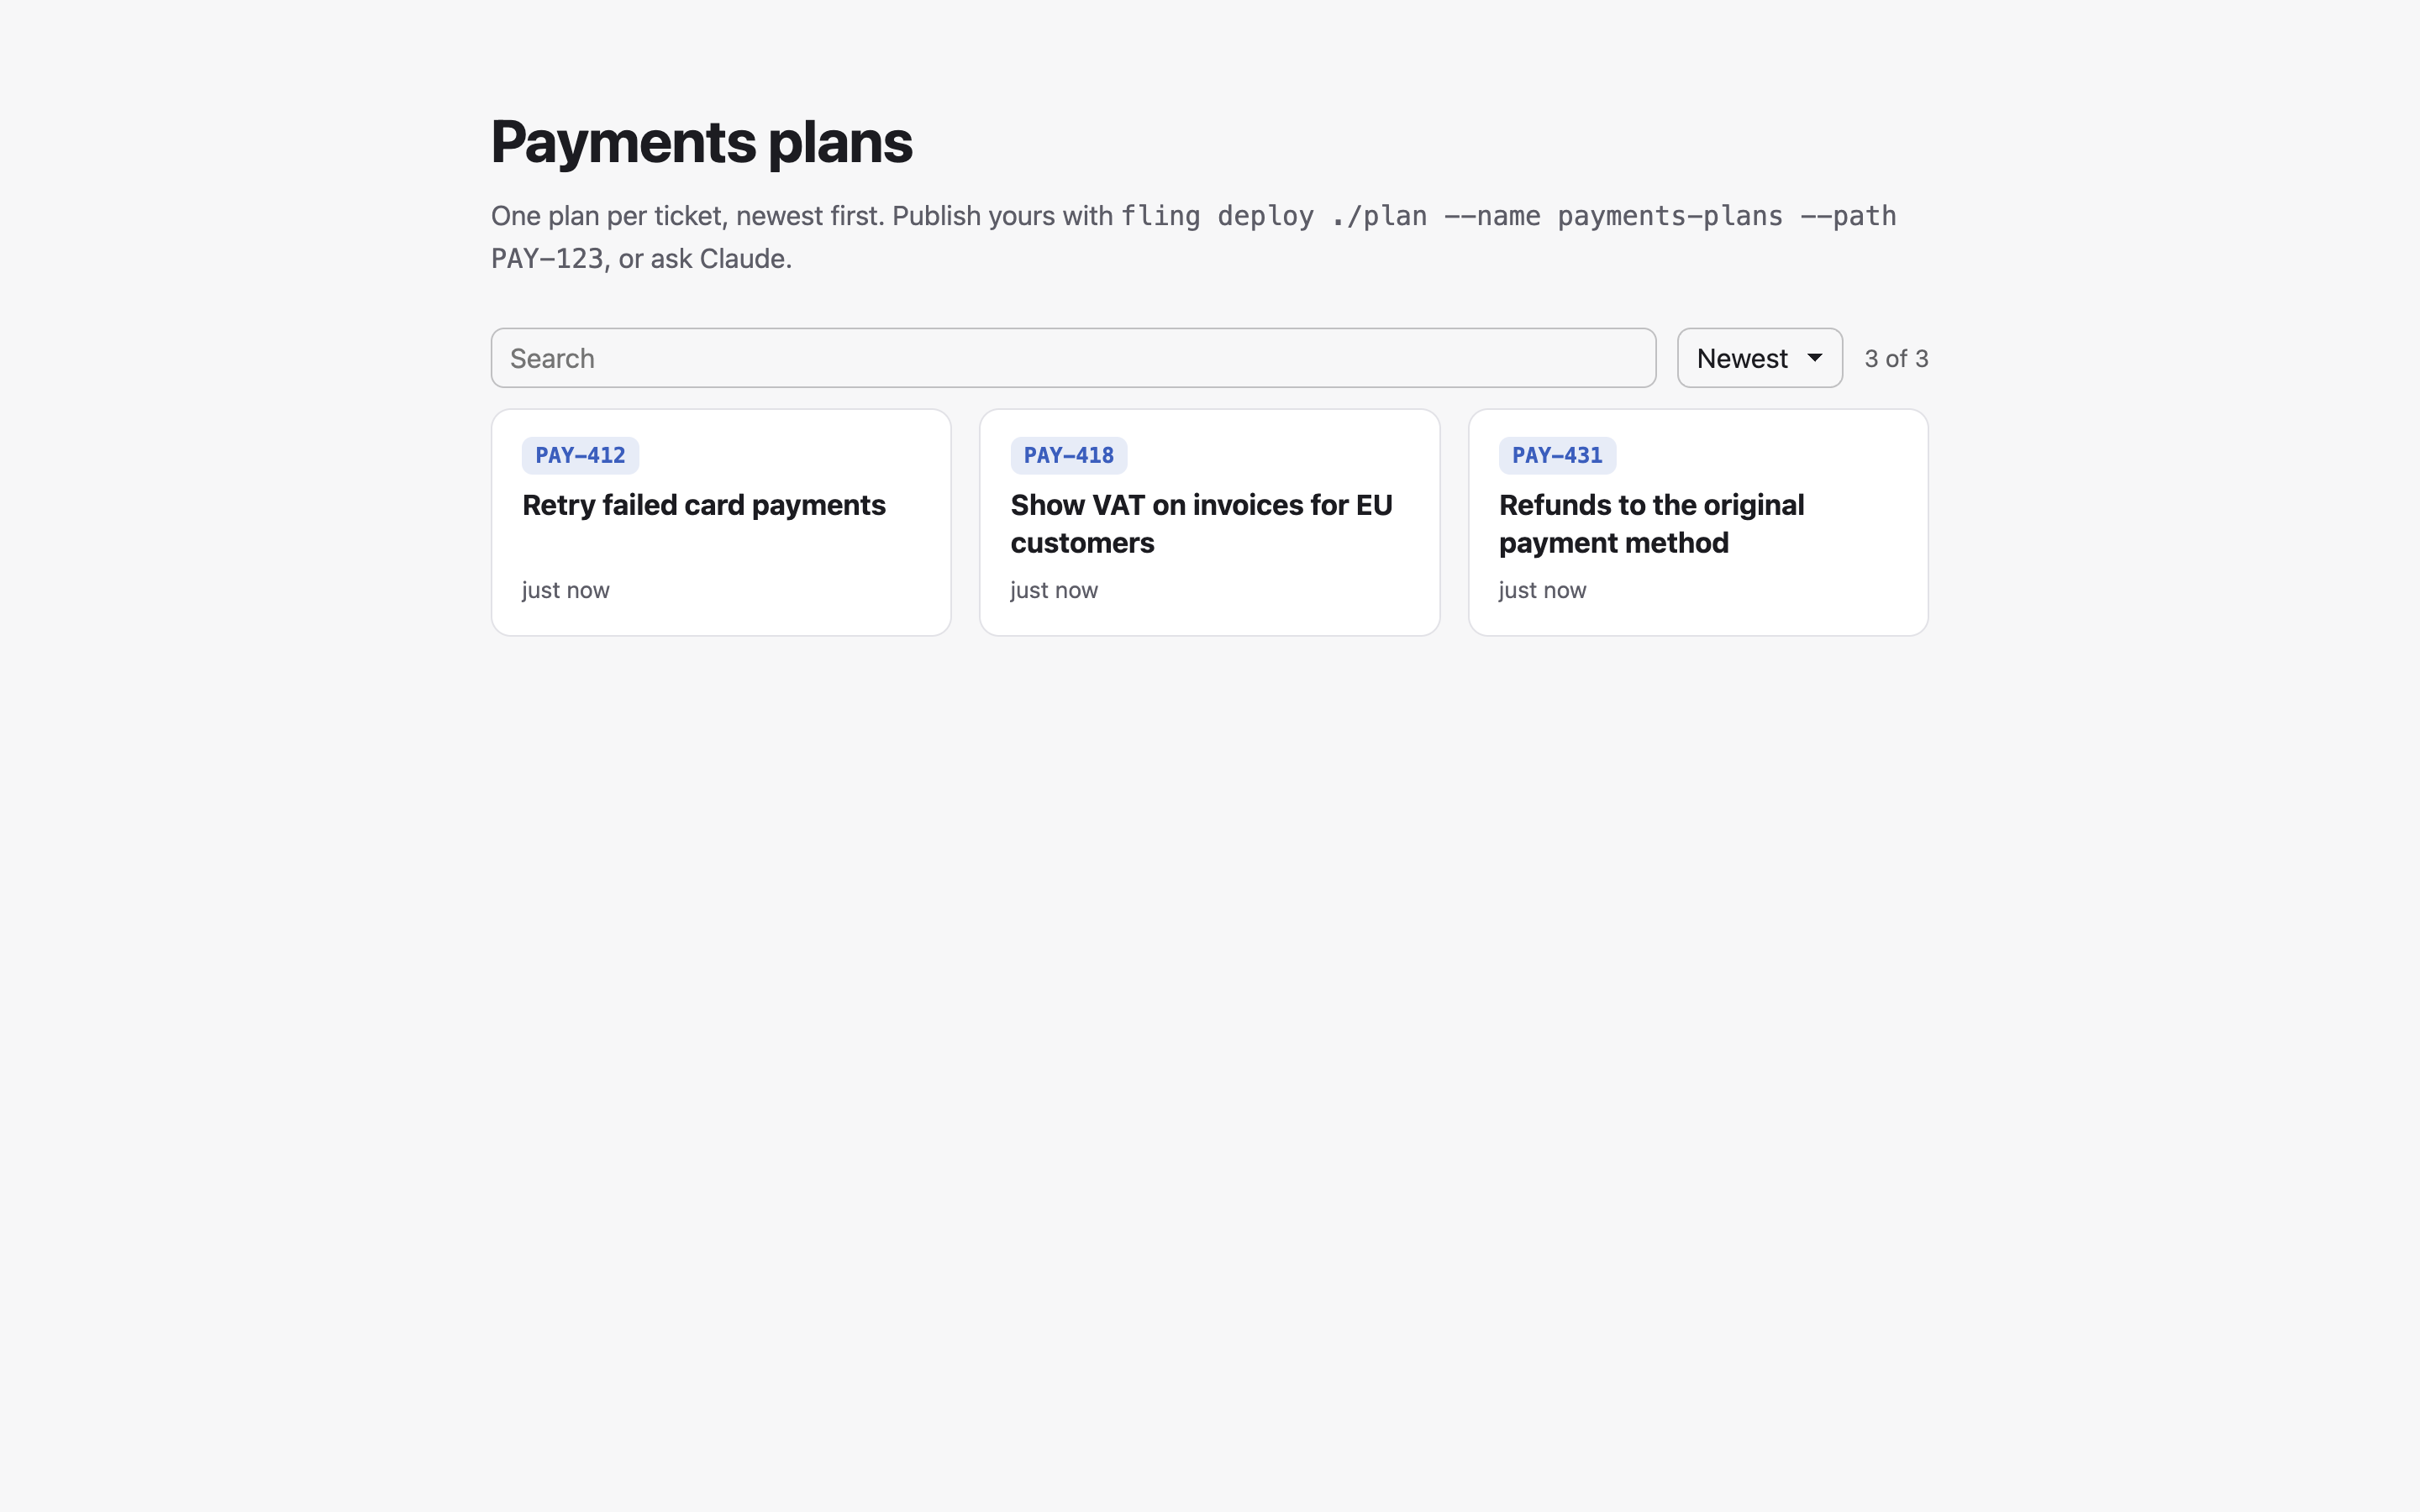 Payments plans
One plan per ticket, newest first. Publish yours with fling deploy ./plan --name payments-plans --path
PAY-123, or ask Claude.
Search
Newest
3 of 3
PAY-412
Retry failed card payments
just now
PAY-418
Show VAT on invoices for EU
customers
just now
PAY-431
Refunds to the original
payment method
just now